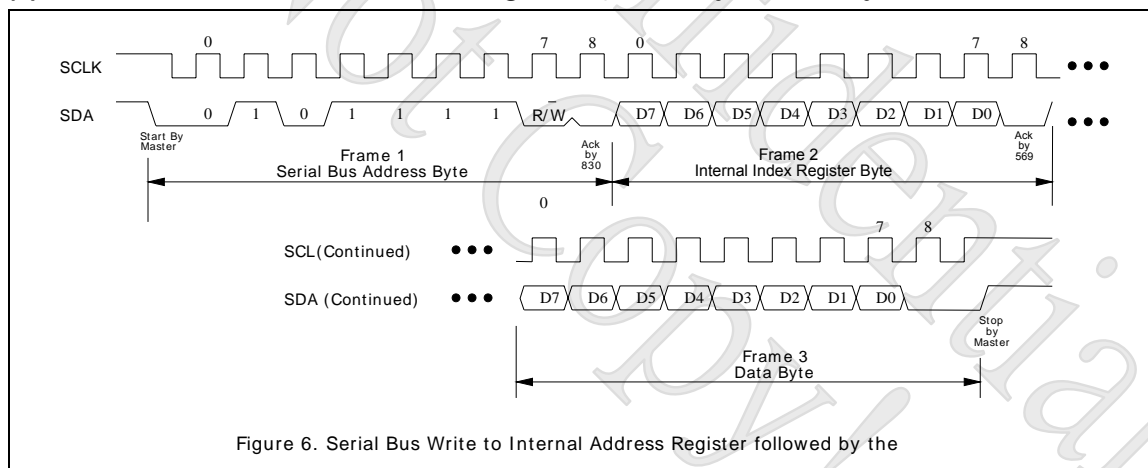 0 7 8 0 7 8
SCLK
SDA 0 1 0 1 1 1 1 R/W D7 D6 D5 D4 D3 D2 D1 D0
Start By
Master
Ack
by
830
Ack
by
569
Frame 1
Serial Bus Address Byte
Frame 2
Internal Index Register Byte
0
7 8
SCL(Continued)
SDA (Continued) D7 D6 D5 D4 D3 D2 D1 D0
Stop
by
Master
Frame 3
Data Byte
Figure 6. Serial Bus Write to Internal Address Register followed by the